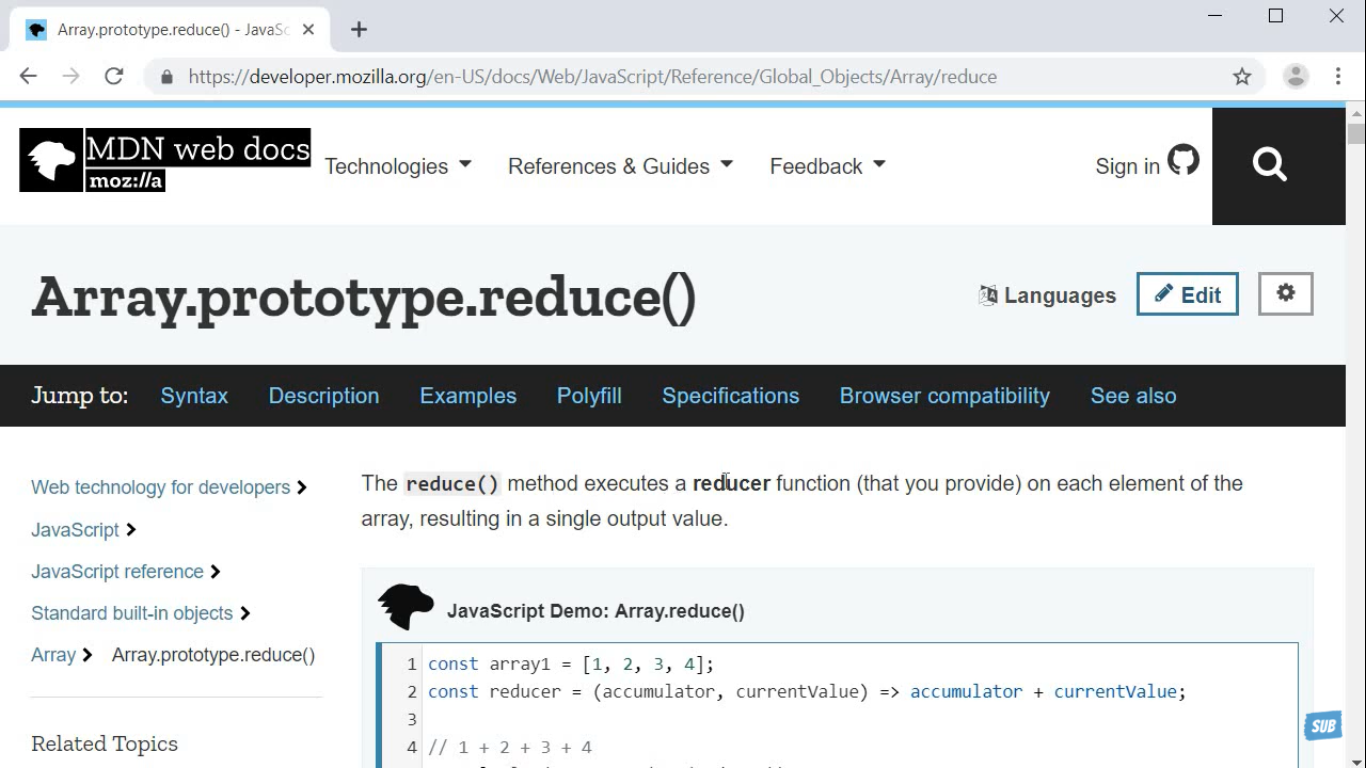 Array.prototype.reduce() - JavaSc
https://developer.mozilla.org/en-US/docs/Web/JavaScript/Reference/Global_Objects/Array/reduce
MDN web docs
moz://a
Technologies
References & Guides
Feedback
Sign in
Array.prototype.reduce()
Languages
Edit
Jump to:
Syntax
Description
Examples
Polyfill
Specifications
Browser compatibility
See also
Web technology for developers
JavaScript
JavaScript reference
Standard built-in objects
Array
Array.prototype.reduce()
Related Topics
The reduce() method executes a reducer function (that you provide) on each element of the
array, resulting in a single output value.
JavaScript Demo: Array.reduce()
1 const array1 = [1, 2, 3, 4];
2 const reducer = (accumulator, currentValue) => accumulator + currentValue;
3
4 // 1 + 2 + 3 + 4
SUB